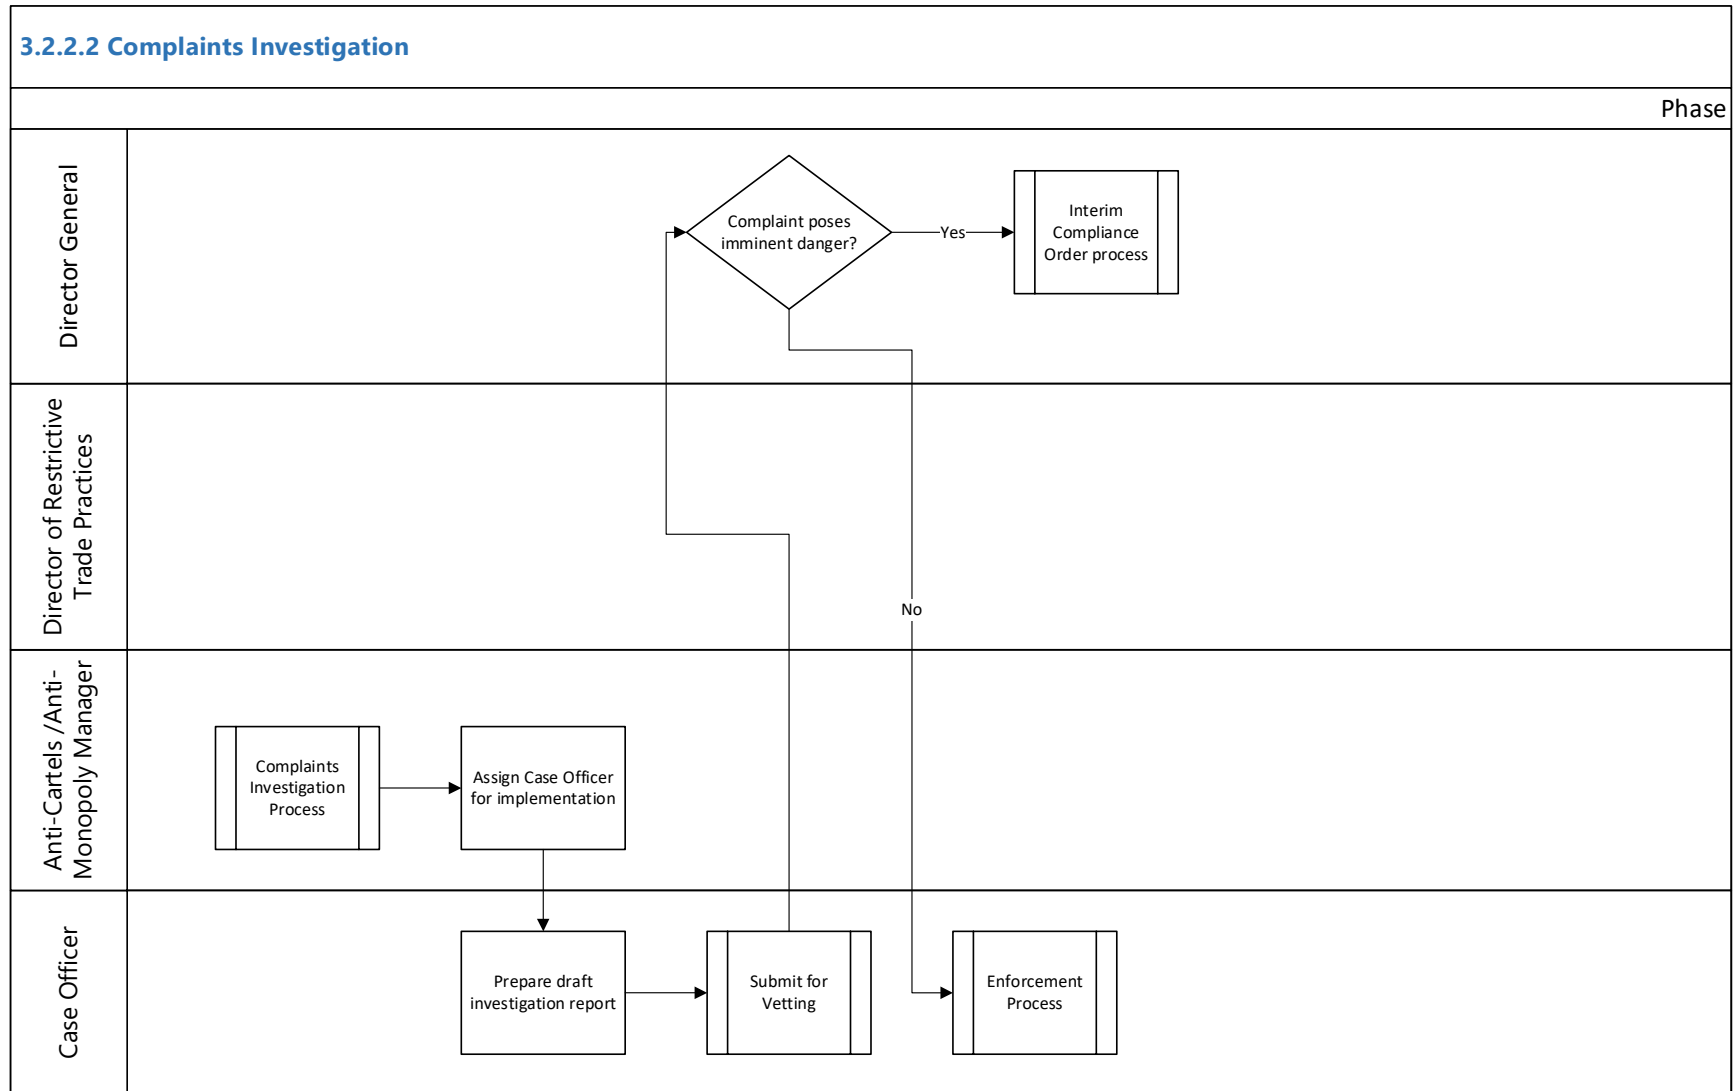 3.2.2.2 Complaints Investigation
Phase
Director General
Complaint poses
imminent danger?
Yes
Interim
Compliance
Order process
Director of Restrictive
Trade Practices
No
Anti-Cartels /Anti-
Monopoly Manager
Complaints
Investigation
Process
Assign Case Officer
for implementation
Case Officer
Prepare draft
investigation report
Submit for
Vetting
Enforcement
Process